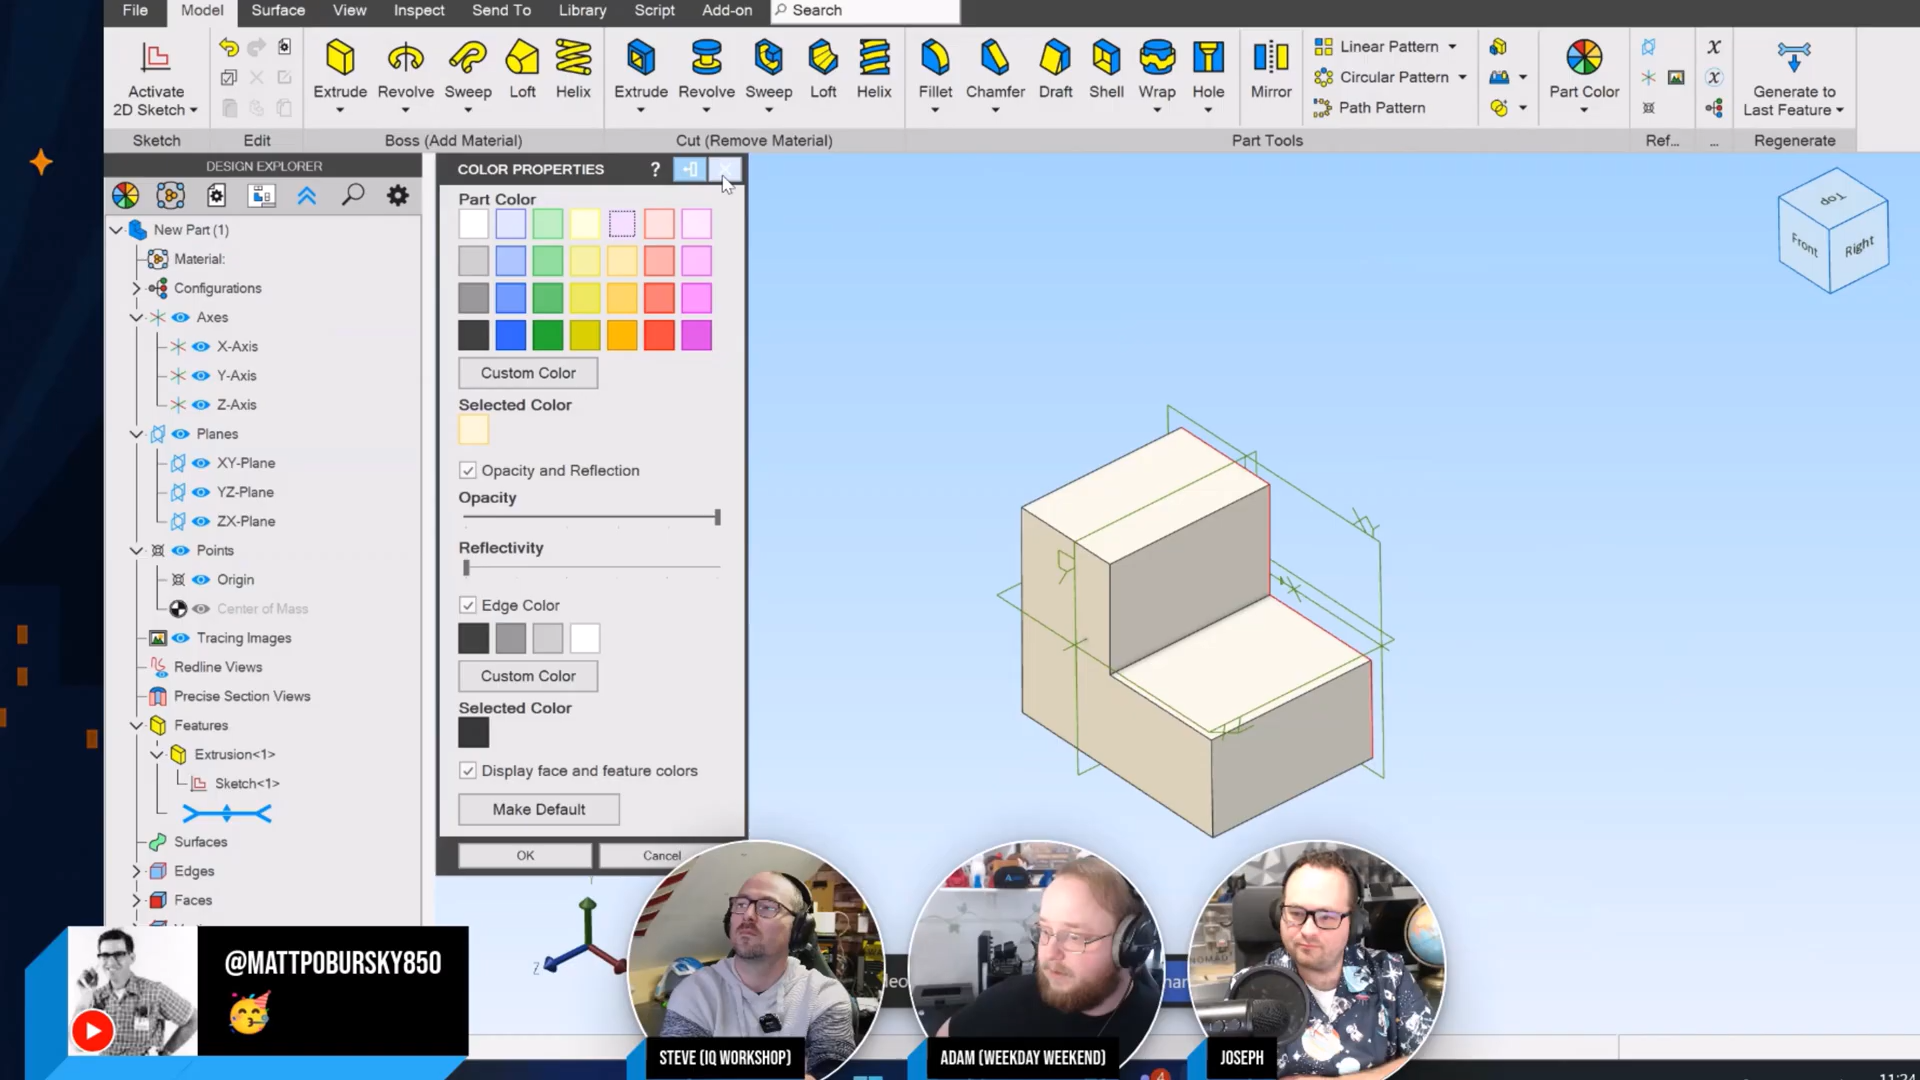 File Model Surface View Inspect Send To Library Script Add-on Search
Activate 2D Sketch
Extrude Revolve Sweep Loft Helix
Extrude Revolve Sweep Loft Helix
Fillet Chamfer Draft Shell Wrap Hole Mirror
Linear Pattern
Circular Pattern
Path Pattern
Part Color
Generate to Last Feature
Sketch Edit Boss (Add Material) Cut (Remove Material) Part Tools Ref... ... Regenerate
DESIGN EXPLORER
New Part (1)
Material:
Configurations
Axes
X-Axis
Y-Axis
Z-Axis
Planes
XY-Plane
YZ-Plane
ZX-Plane
Points
Origin
Center of Mass
Tracing Images
Redline Views
Precise Section Views
Features
Extrusion<1>
Sketch<1>
Surfaces
Edges
Faces
COLOR PROPERTIES ?
Part Color
Custom Color
Selected Color
Opacity and Reflection
Opacity
Reflectivity
Edge Color
Custom Color
Selected Color
Display face and feature colors
Make Default
OK Cancel
Top
Front Right
Z
@MATTPOBURSKY850
STEVE (IQ WORKSHOP) ADAM (WEEKDAY WEEKEND) JOSEPH